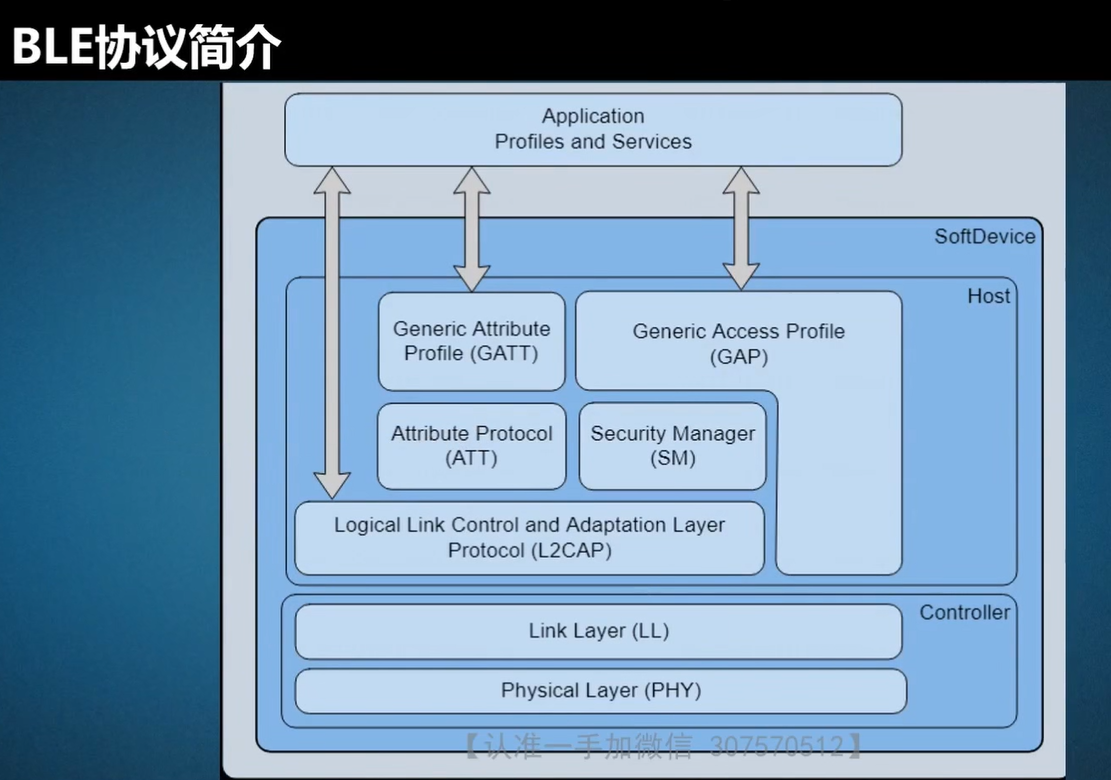 BLE协议简介
Application
Profiles and Services
SoftDevice
Host
Generic Attribute
Profile (GATT)
Generic Access Profile
(GAP)
Attribute Protocol
(ATT)
Security Manager
(SM)
Logical Link Control and Adaptation Layer
Protocol (L2CAP)
Controller
Link Layer (LL)
Physical Layer (PHY)
【认准一手加微信 307570512】